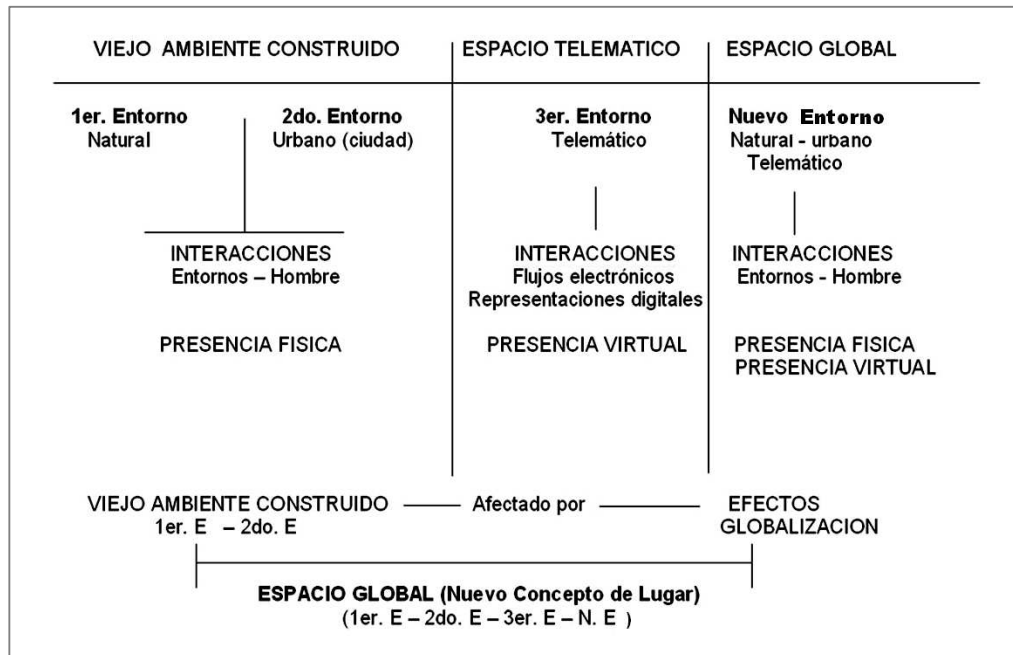 VIEJO AMBIENTE CONSTRUIDO
ESPACIO TELEMATICO
ESPACIO GLOBAL
1er. Entorno
Natural
2do. Entorno
Urbano (ciudad)
3er. Entorno
Telemático
Nuevo Entorno
Natural - urbano
Telemático
INTERACCIONES
Entornos – Hombre
INTERACCIONES
Flujos electrónicos
Representaciones digitales
INTERACCIONES
Entornos - Hombre
PRESENCIA FISICA
PRESENCIA VIRTUAL
PRESENCIA FISICA
PRESENCIA VIRTUAL
VIEJO AMBIENTE CONSTRUIDO
1er. E – 2do. E
Afectado por
EFECTOS
GLOBALIZACION
ESPACIO GLOBAL (Nuevo Concepto de Lugar)
(1er. E – 2do. E – 3er. E – N. E )